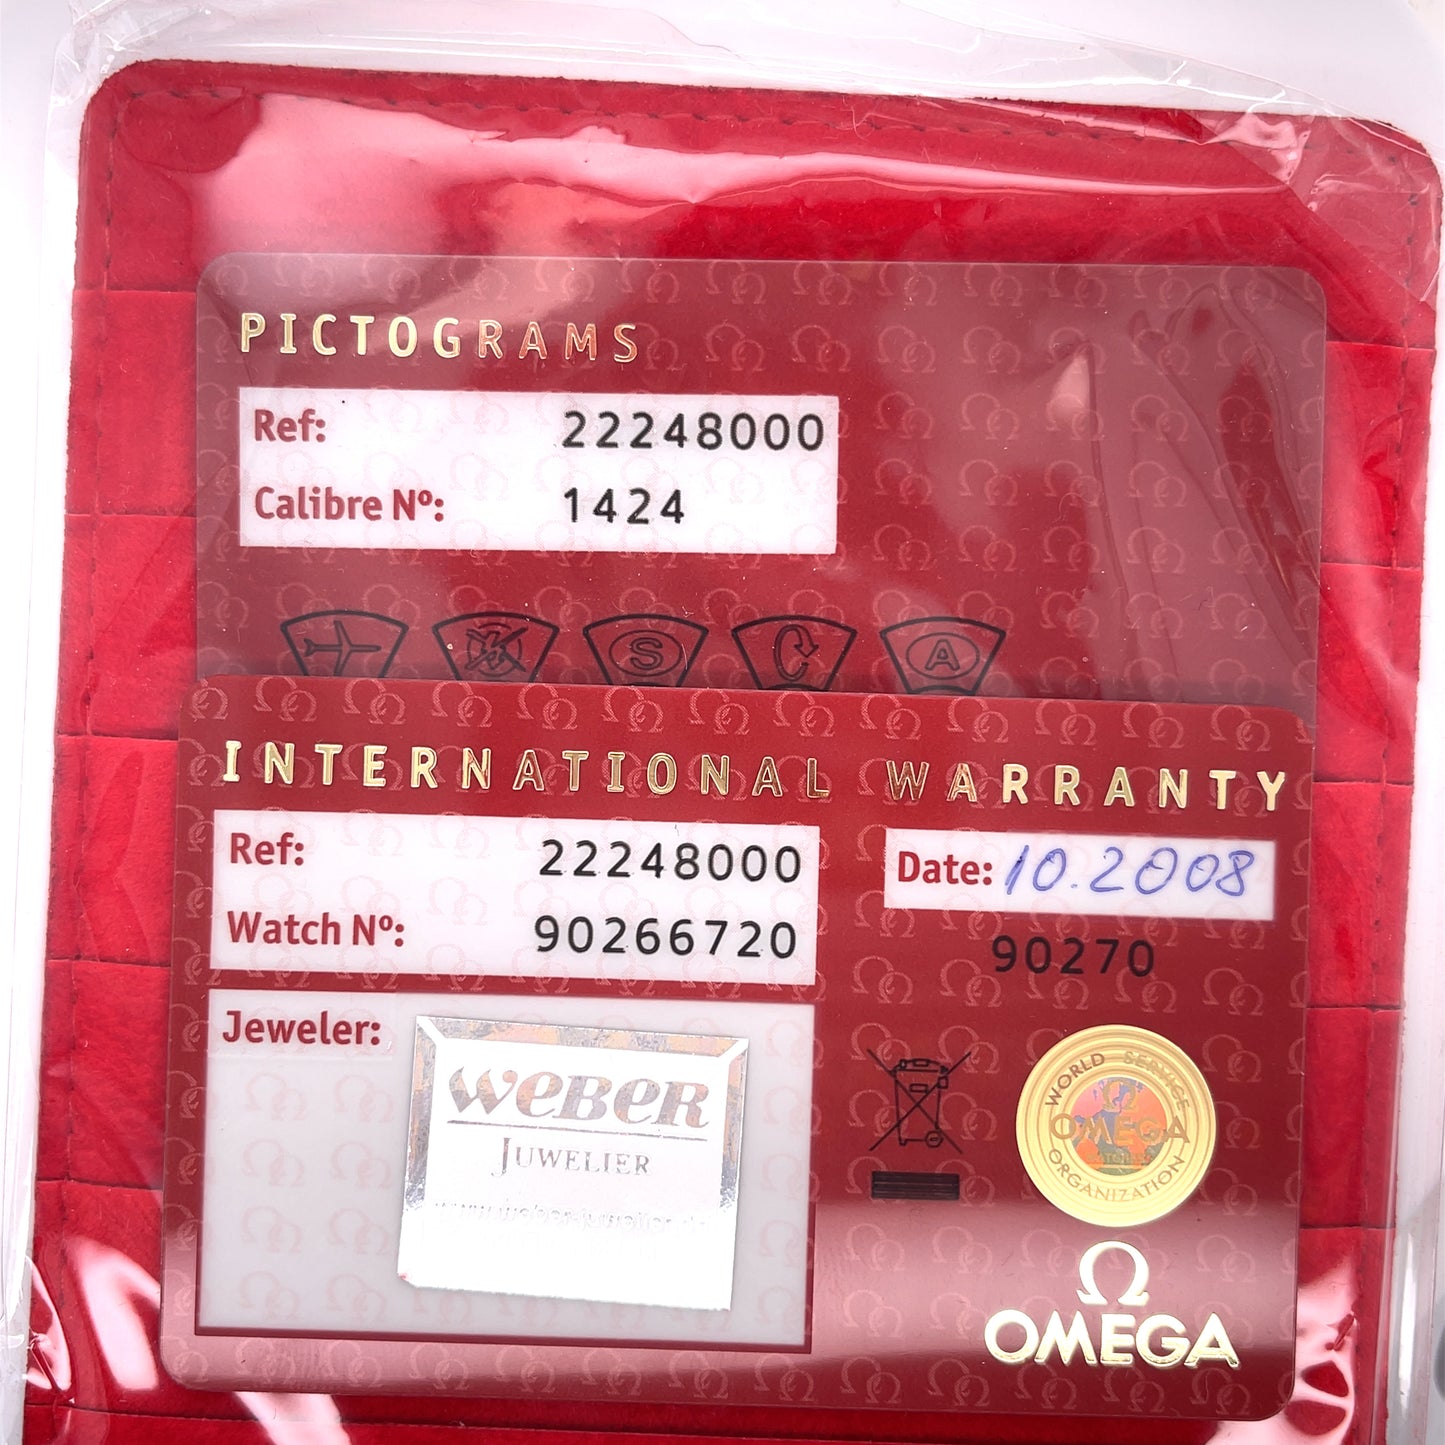 PICTOGRAMS
Ref: 22248000
Calibre Nº: 1424
S A
INTERNATIONAL WARRANTY
Ref: 22248000
Watch Nº: 90266720
Date: 10.2008
90270
Jeweler:
WEBER
JUWELIER
WORLD SERVICE
OMEGA
ORGANIZATION
Ω
OMEGA